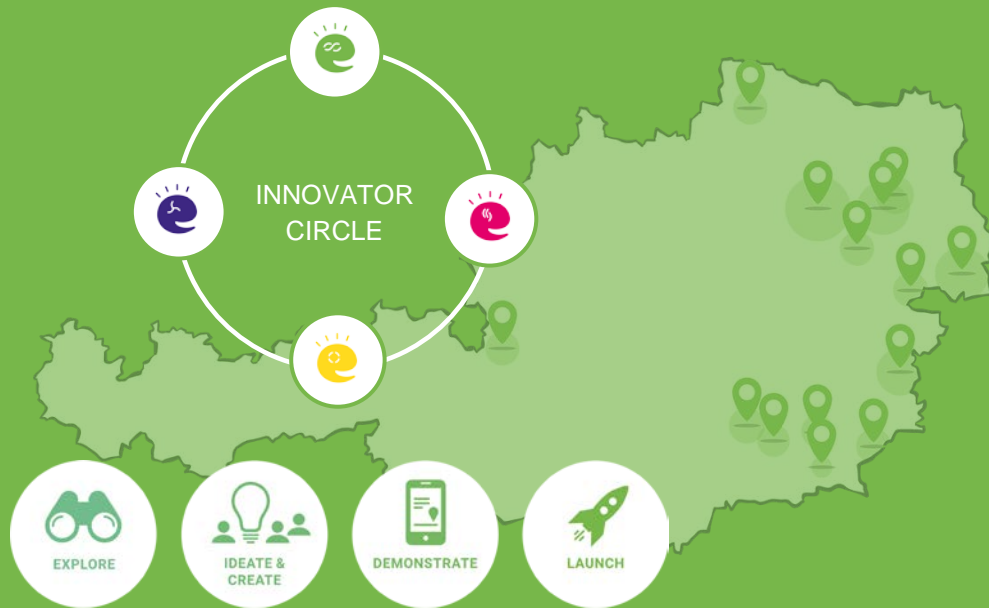 INNOVATOR
CIRCLE
EXPLORE
IDEATE &
CREATE
DEMONSTRATE
LAUNCH